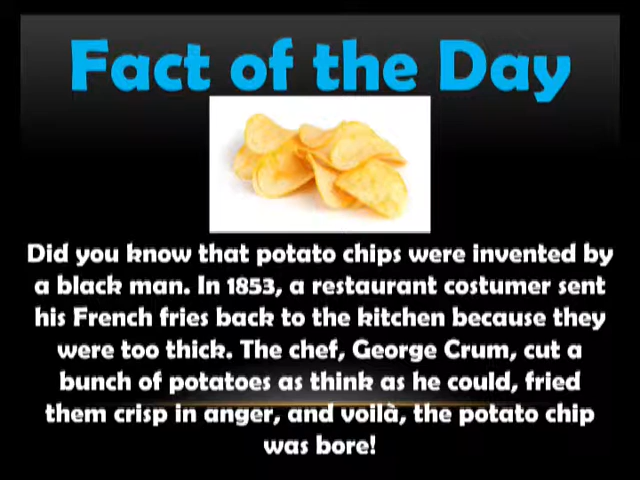 Fact of the Day
Did you know that potato chips were invented by
a black man. In 1853, a restaurant costumer sent
his French fries back to the kitchen because they
were too thick. The chef, George Crum, cut a
bunch of potatoes as think as he could, fried
them crisp in anger, and voilà, the potato chip
was bore!